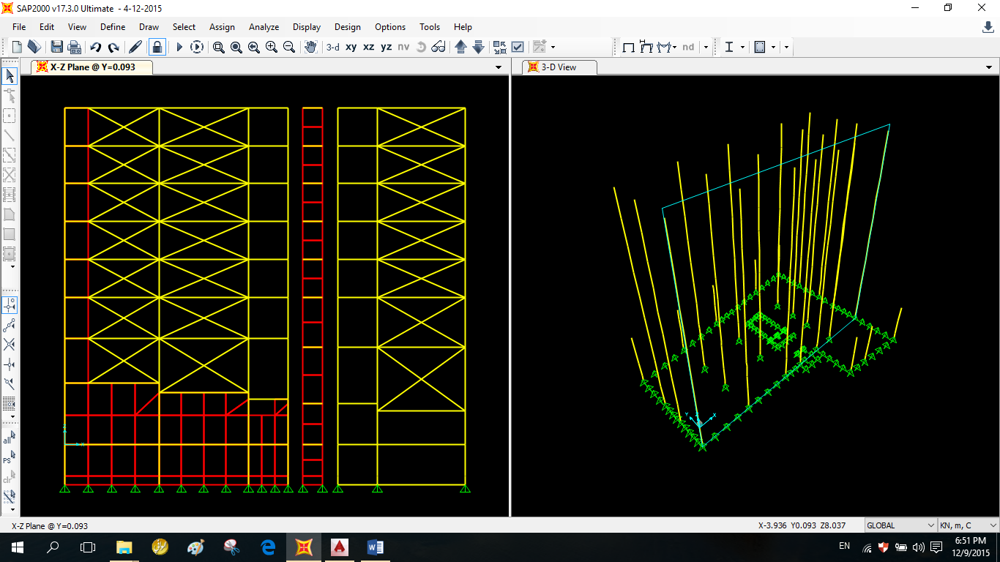 SAP2000 v17.3.0 Ultimate - 4-12-2015
File Edit View Define Draw Select Assign Analyze Display Design Options Tools Help
3-d xy xz yz nv nd
X-Z Plane @ Y=0.093
3-D View
all
PS
clr
X-Z Plane @ Y=0.093
X-3.936 Y0.093 Z8.037
GLOBAL
KN, m, C
EN
6:51 PM
12/9/2015